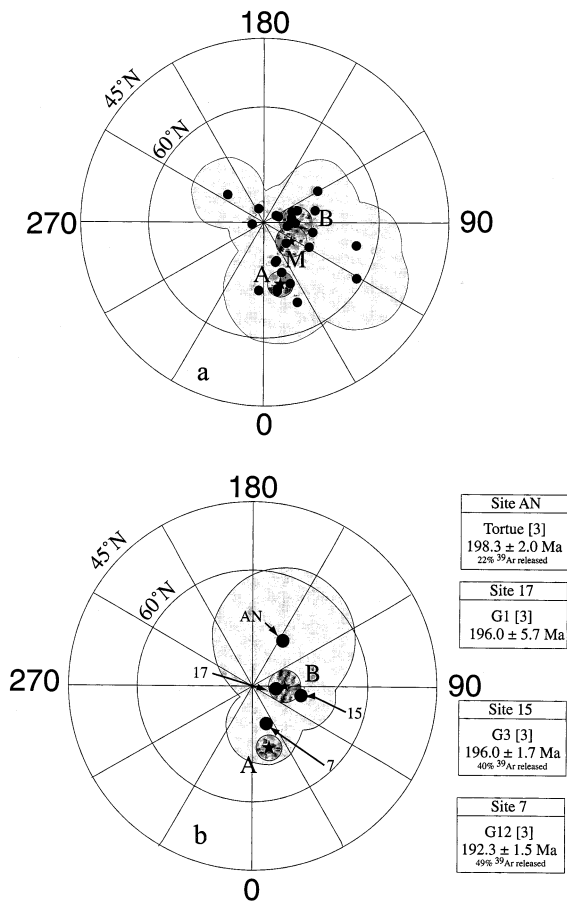 180
45°N
60°N
270
B
90
M
A
a
0
180
45°N
60°N
AN
17
B
270
90
15
7
A
b
0
Site AN
Tortue [3]
198.3 ± 2.0 Ma
22% ³⁹Ar released
Site 17
G1 [3]
196.0 ± 5.7 Ma
Site 15
G3 [3]
196.0 ± 1.7 Ma
40% ³⁹Ar released
Site 7
G12 [3]
192.3 ± 1.5 Ma
49% ³⁹Ar released